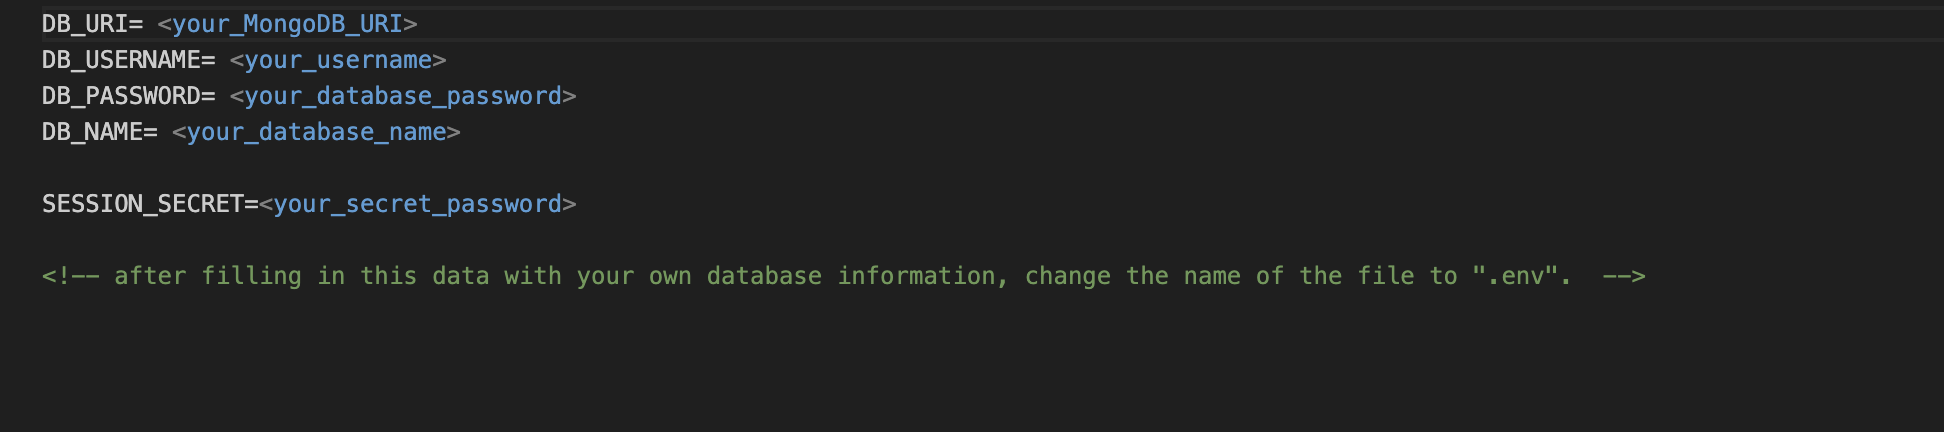 DB_URI= <your_MongoDB_URI>
DB_USERNAME= <your_username>
DB_PASSWORD= <your_database_password>
DB_NAME= <your_database_name>
SESSION_SECRET=<your_secret_password>
<!-- after filling in this data with your own database information, change the name of the file to ".env".  -->